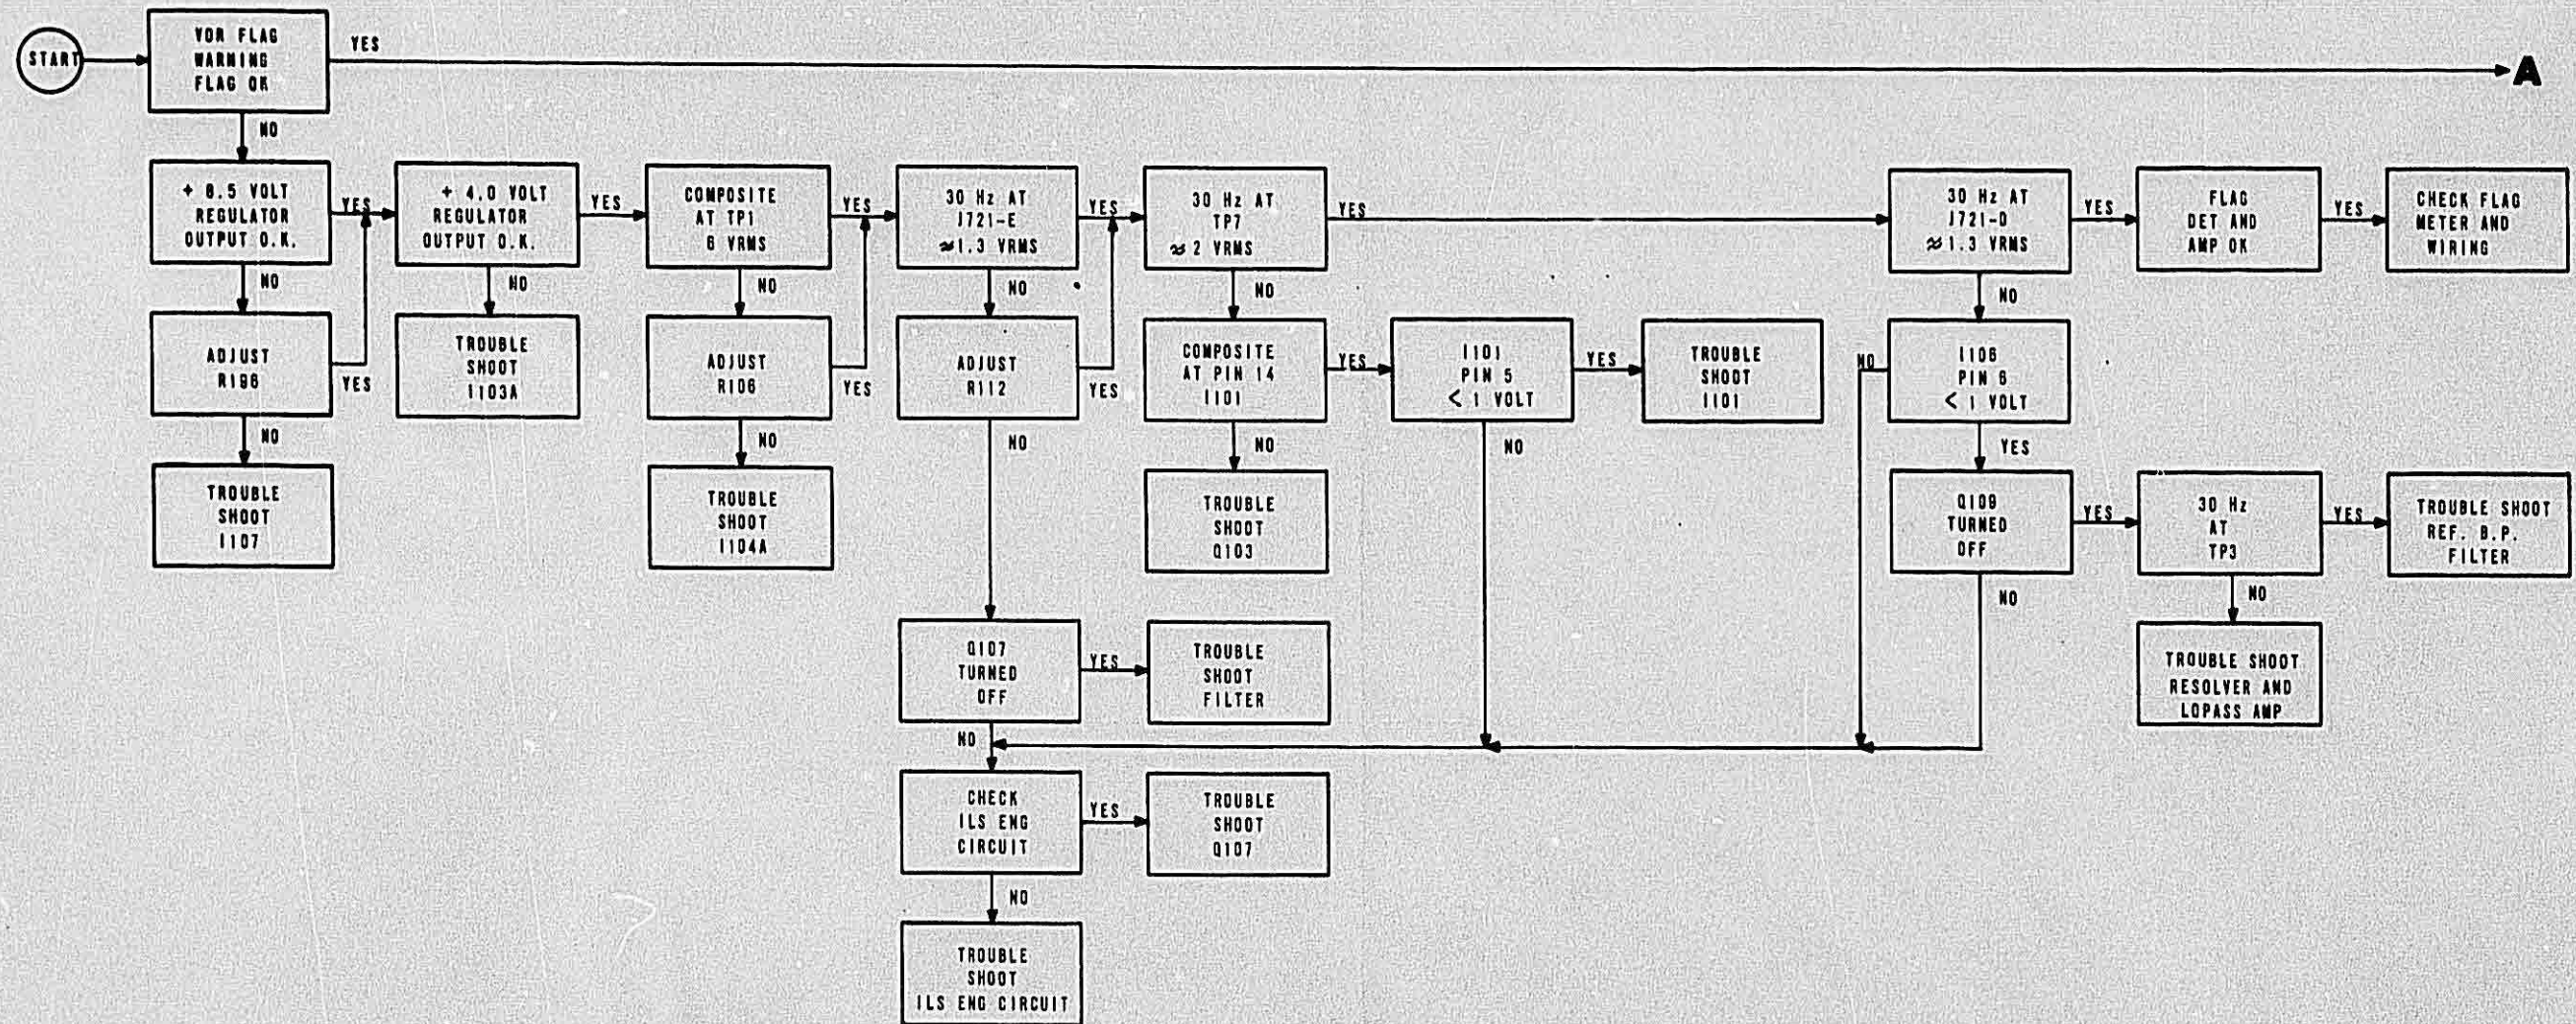 START
VOR FLAG
WARNING
FLAG OK
YES
A
NO
+ 8.5 VOLT
REGULATOR
OUTPUT O.K.
YES
+ 4.0 VOLT
REGULATOR
OUTPUT O.K.
YES
COMPOSITE
AT TP1
6 VRMS
YES
30 Hz AT
J721-E
≈1.3 VRMS
YES
30 Hz AT
TP7
≈ 2 VRMS
YES
30 Hz AT
J721-D
≈1.3 VRMS
YES
FLAG
DET AND
AMP OK
YES
CHECK FLAG
METER AND
WIRING
NO
NO
NO
NO
NO
NO
ADJUST
R196
YES
TROUBLE
SHOOT
I103A
ADJUST
R106
YES
ADJUST
R112
YES
COMPOSITE
AT PIN 14
I101
YES
I101
PIN 5
< 1 VOLT
YES
TROUBLE
SHOOT
I101
NO
I106
PIN 6
< 1 VOLT
NO
NO
NO
NO
NO
YES
TROUBLE
SHOOT
I107
TROUBLE
SHOOT
I104A
TROUBLE
SHOOT
Q103
Q109
TURNED
OFF
YES
30 Hz
AT
TP3
YES
TROUBLE SHOOT
REF. B.P.
FILTER
NO
NO
Q107
TURNED
OFF
YES
TROUBLE
SHOOT
FILTER
TROUBLE SHOOT
RESOLVER AND
LOPASS AMP
NO
CHECK
ILS ENG
CIRCUIT
YES
TROUBLE
SHOOT
Q107
NO
TROUBLE
SHOOT
ILS ENG CIRCUIT